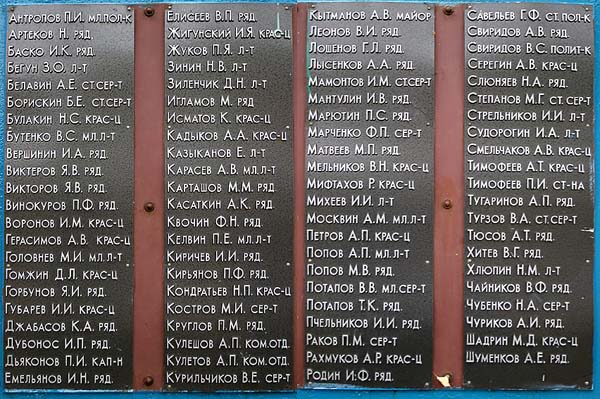 Антропов П.И. мл.пол-к
Артёков Н. ряд.
Баско И.К. ряд.
Бегун З.О. л-т
Белавин А.Е. ст.сер-т
Борискин Б.Е. ст.сер-т
Булакин Н.С. крас-ц
Бутенко В.С. мл.л-т
Вершинин И.А. ряд.
Виктеров Я.В. ряд.
Викторов Я.В. ряд.
Винокуров П.Ф. ряд.
Воронов И.М. крас-ц
Герасимов А.В. крас-ц
Головнев М.И. мл.л-т
Гомжин Д.Л. крас-ц
Горбунов Я.И. ряд.
Губарев И.И. крас-ц
Джабасов К.А. ряд.
Дубонос И.П. ряд.
Дьяконов П.И. кап-н
Емельянов И.Н. ряд.
Елисеев В.П. ряд.
Жигунский И.Я. крас-ц
Жуков П.Я. л-т
Зинин Н.В. л-т
Зиленчик Д.Н. л-т
Игламов М. ряд.
Исматов К. крас-ц
Кадыков А.А. крас-ц
Казыканов Е. л-т
Карасев А.В. мл.л-т
Карташов М.М. ряд.
Касаткин А.К. ряд.
Квочин Ф.Н. ряд.
Келвин П.Е. мл.л-т
Киричев И.И. ряд.
Кирьянов П.Ф. ряд.
Кондратьев Н.П. крас-ц
Костров М.И. сер-т
Круглов П.М. ряд.
Кулешов А.П. ком.отд.
Кулетов А.П. ком.отд.
Курильчиков В.Е. сер-т
Кытманов А.В. майор
Леонов В.И. ряд.
Лошенов Г.Л. ряд.
Лысенков А.А. ряд.
Мамонтов И.М. ст.сер-т
Мантулин И.В. ряд.
Марютин П.С. ряд.
Марченко Ф.П. сер-т
Матвеев М.П. ряд.
Мельников В.Н. крас-ц
Мифтахов Р. крас-ц
Михеев И.И. л-т
Москвин А.М. мл.л-т
Петров А.П. крас-ц
Попов А.П. мл.л-т
Попов М.В. ряд.
Потапов В.В. мл.сер-т
Потапов Т.К. ряд.
Пчельников И.И. ряд.
Раков П.М. сер-т
Рахмуков А.Р. крас-ц
Родин И.Ф. ряд.
Савельев Г.Ф. ст.пол-к
Свиридов А.В. ряд.
Свиридов В.С. полит-к
Серегин А.В. крас-ц
Слюняев Н.А. ряд.
Степанов М.Г. ст.сер-т
Стрельников И.И. л-т
Судоргин И.А. л-т
Смельчаков А.В. крас-ц
Тимофеев А.Т. крас-ц
Тимофеев П.И. ст-на
Тугаринов А.П. ряд.
Турзов В.А. ст.сер-т
Тюсов А.Т. ряд.
Хитев В.Г. ряд.
Хлюпин Н.М. л-т
Чайников В.Ф. ряд.
Чубенко Н.А. сер-т
Чуриков А.И. ряд.
Шадрин М.Д. крас-ц
Шуменков А.Е. ряд.